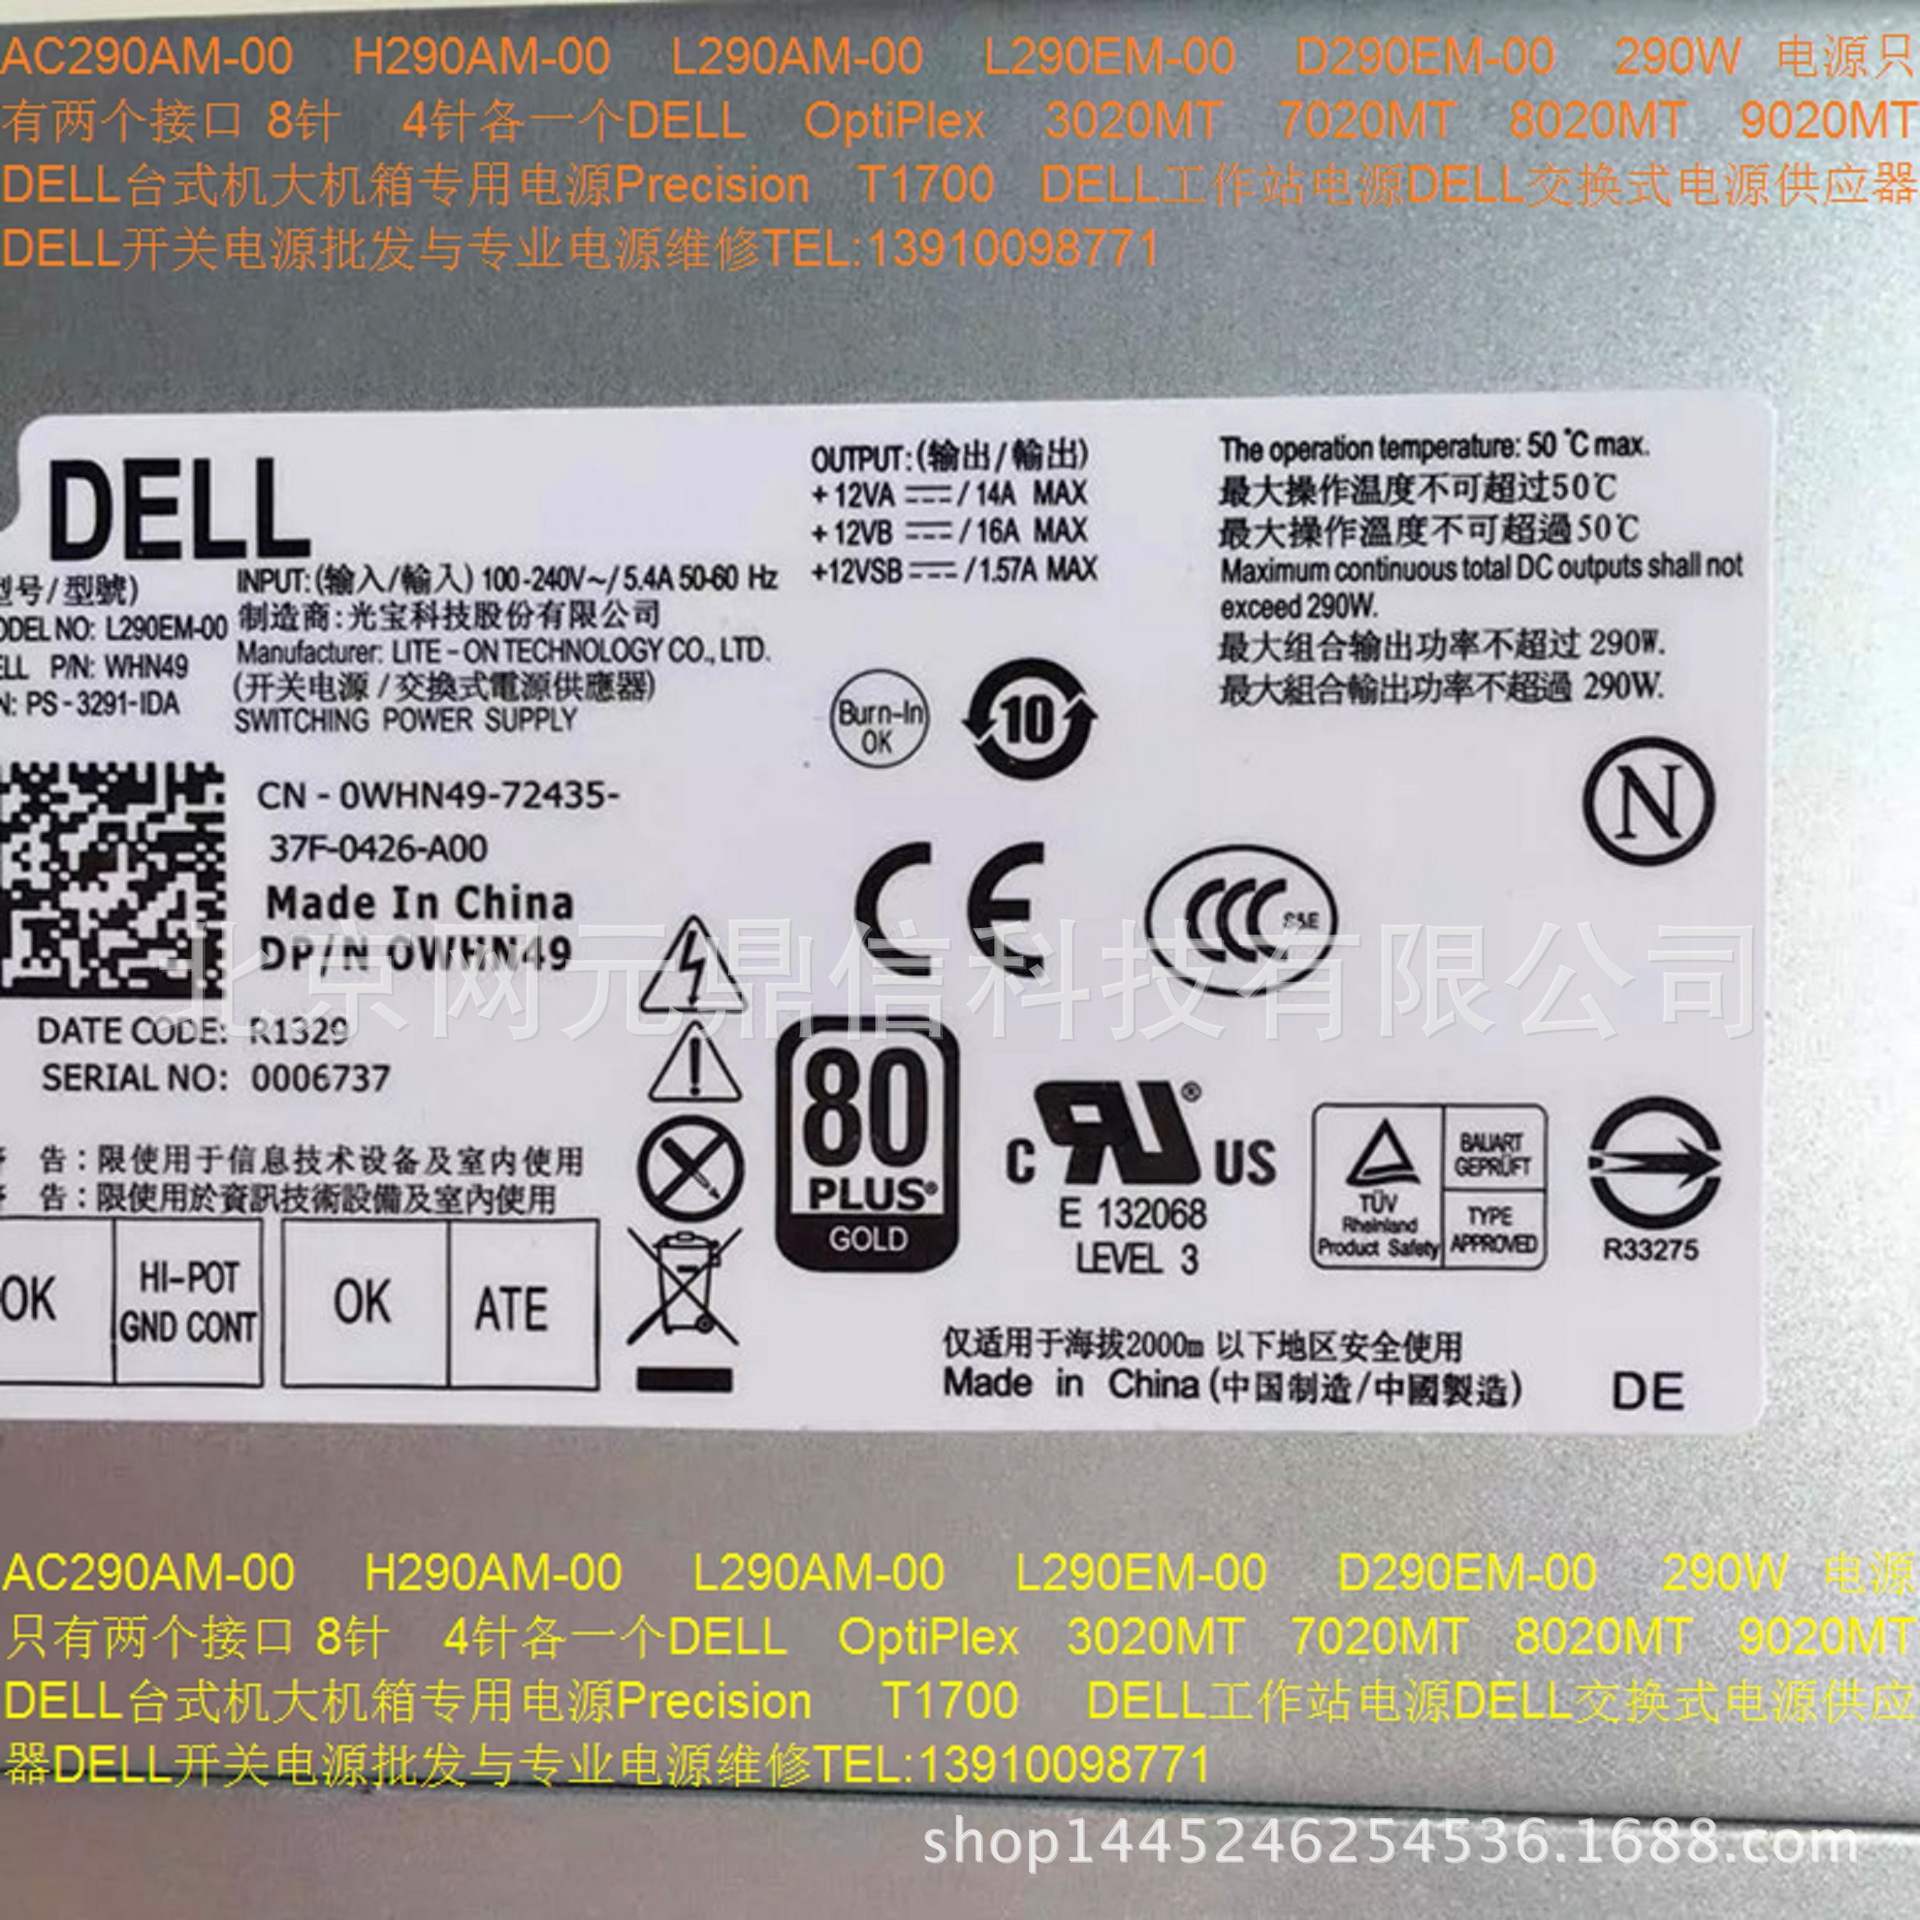 AC290AM-00 H290AM-00 L290AM-00 L290EM-00 D290EM-00 290W 电源只
有两个接口 8针 4针各一个DELL OptiPlex 3020MT 7020MT 8020MT 9020MT
DELL台式机大机箱专用电源Precision T1700 DELL工作站电源DELL交换式电源供应器
DELL开关电源批发与专业电源维修TEL:13910098771
DELL
型号/型號)
ODEL NO: L290EM-00
ELL P/N: WHN49
N: PS-3291-1DA
INPUT:(输入/輸入) 100-240V~/5.4A 50-60 Hz
制造商:光宝科技股份有限公司
Manufacturer: LITE-ON TECHNOLOGY CO., LTD.
(开关电源/交換式電源供應器)
SWITCHING POWER SUPPLY
OUTPUT:(输出/輸出)
+12VA ⎓/14A MAX
+12VB ⎓/16A MAX
+12VSB ⎓/1.57A MAX
The operation temperature: 50 ℃ max.
最大操作温度不可超过50℃
最大操作溫度不可超過50℃
Maximum continuous total DC outputs shall not
exceed 290W.
最大组合输出功率不超过 290W.
最大組合輸出功率不超過 290W.
Burn-In
OK
10
N
CN-0WHN49-72435-
37F-0426-A00
Made In China
DP/N 0WHN49
CE
CCC S&E
北京网元鼎信科技有限公司
DATE CODE: R1329
SERIAL NO: 0006737
告:限使用于信息技术设备及室内使用
告:限使用於資訊技術設備及室內使用
OK
HI-POT
GND CONT
OK
ATE
80
PLUS®
GOLD
C RU® US
E 132068
LEVEL 3
TÜV
Rheinland
Product Safety
BAUART
GEPRÜFT
TYPE
APPROVED
R33275
仅适用于海拔2000m 以下地区安全使用
Made in China (中国制造/中國製造)
DE
AC290AM-00 H290AM-00 L290AM-00 L290EM-00 D290EM-00 290W 电源
只有两个接口 8针 4针各一个DELL OptiPlex 3020MT 7020MT 8020MT 9020MT
DELL台式机大机箱专用电源Precision T1700 DELL工作站电源DELL交换式电源供应
器DELL开关电源批发与专业电源维修TEL:13910098771
shop1445246254536.1688.com